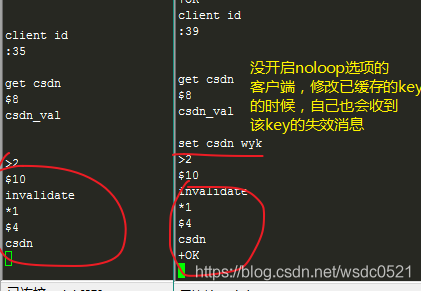 client id
:35
get csdn
$8
csdn_val
>2
$10
invalidate
*1
$4
csdn
+OK
client id
:39
get csdn
$8
csdn_val
set csdn wyk
>2
$10
invalidate
*1
$4
csdn
+OK
没开启noloop选项的
客户端，修改已缓存的key
的时候，自己也会收到
该key的失效消息
https://blog.csdn.net/wsdc0521